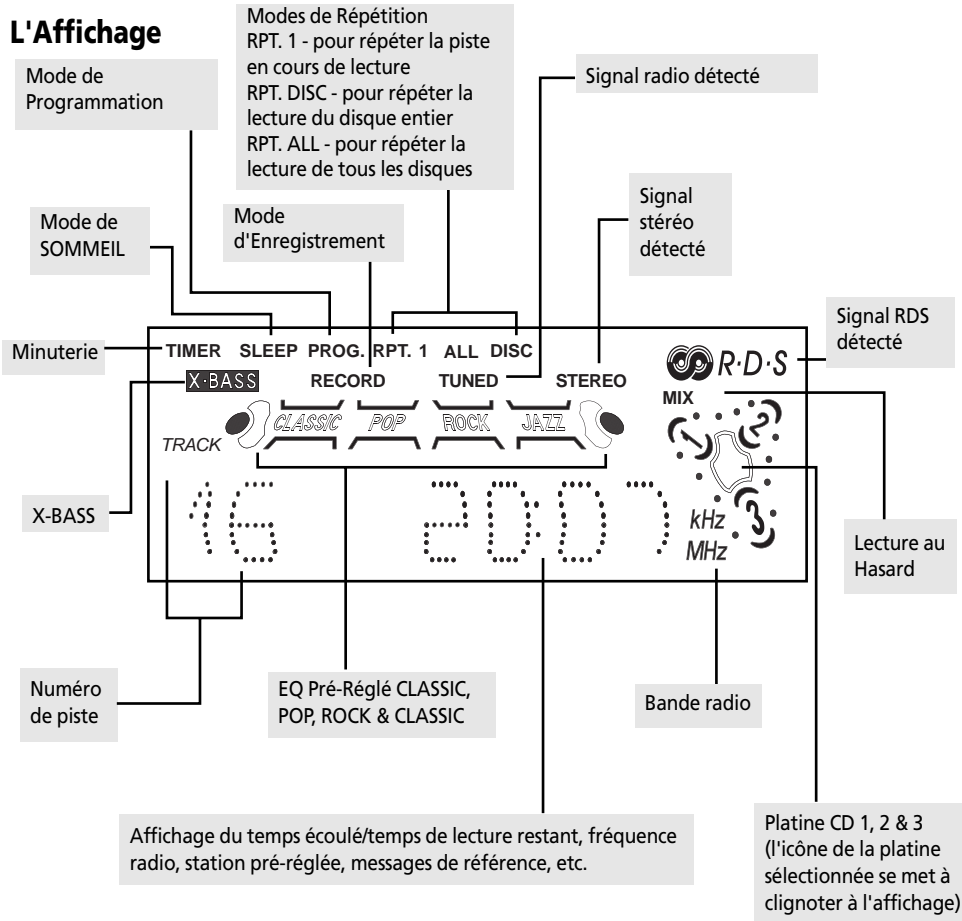 L'Affichage
Modes de Répétition
RPT. 1 - pour répéter la piste
en cours de lecture
RPT. DISC - pour répéter la
lecture du disque entier
RPT. ALL - pour répéter la
lecture de tous les disques
Mode de
Programmation
Signal radio détecté
Mode de
SOMMEIL
Mode
d'Enregistrement
Signal
stéréo
détecté
Signal RDS
détecté
Minuterie
TIMER SLEEP PROG. RPT. 1 ALL DISC
R·D·S
X·BASS RECORD TUNED STEREO
MIX
CLASSIC POP ROCK JAZZ
TRACK
1 2
16 20:07
kHz 3
MHz
X-BASS
Lecture au
Hasard
Numéro
de piste
EQ Pré-Réglé CLASSIC,
POP, ROCK & CLASSIC
Bande radio
Affichage du temps écoulé/temps de lecture restant, fréquence
radio, station pré-réglée, messages de référence, etc.
Platine CD 1, 2 & 3
(l'icône de la platine
sélectionnée se met à
clignoter à l'affichage)